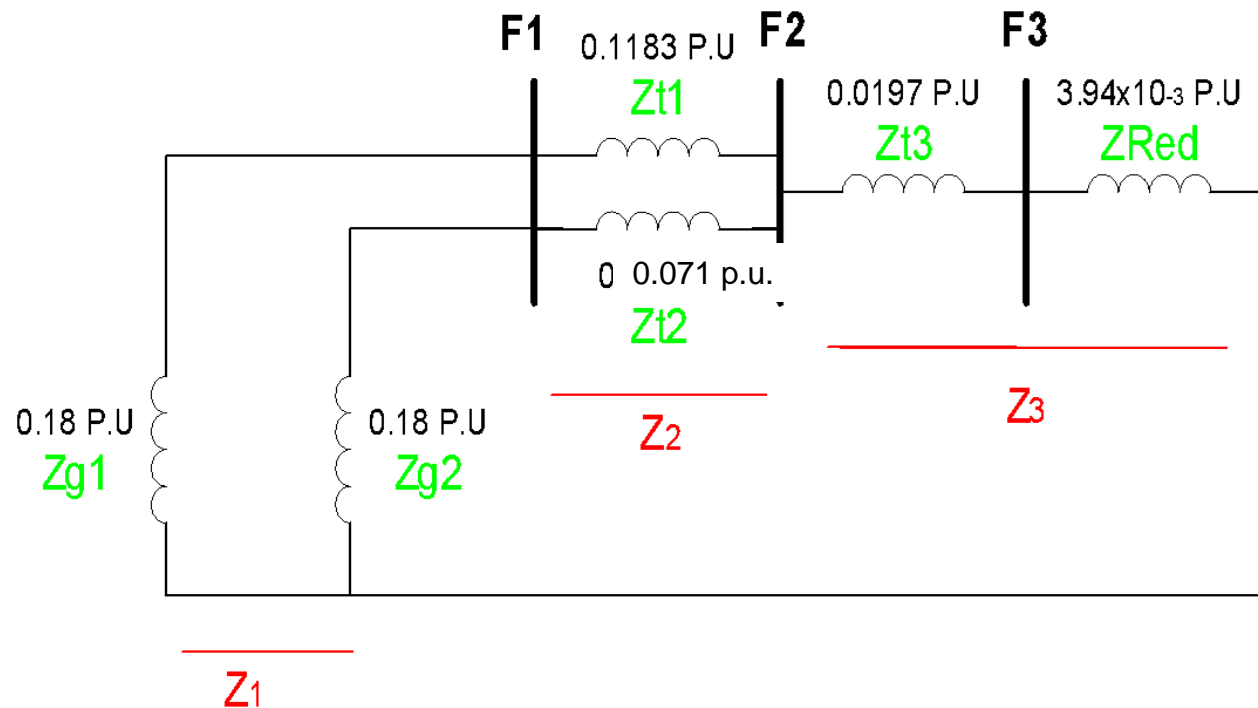 F1
F2
F3
0.1183 P.U
Zt1
0.0197 P.U
Zt3
3.94x10-3 P.U
ZRed
0 0.071 p.u.
Zt2
Z2
Z3
0.18 P.U
Zg1
0.18 P.U
Zg2
Z1